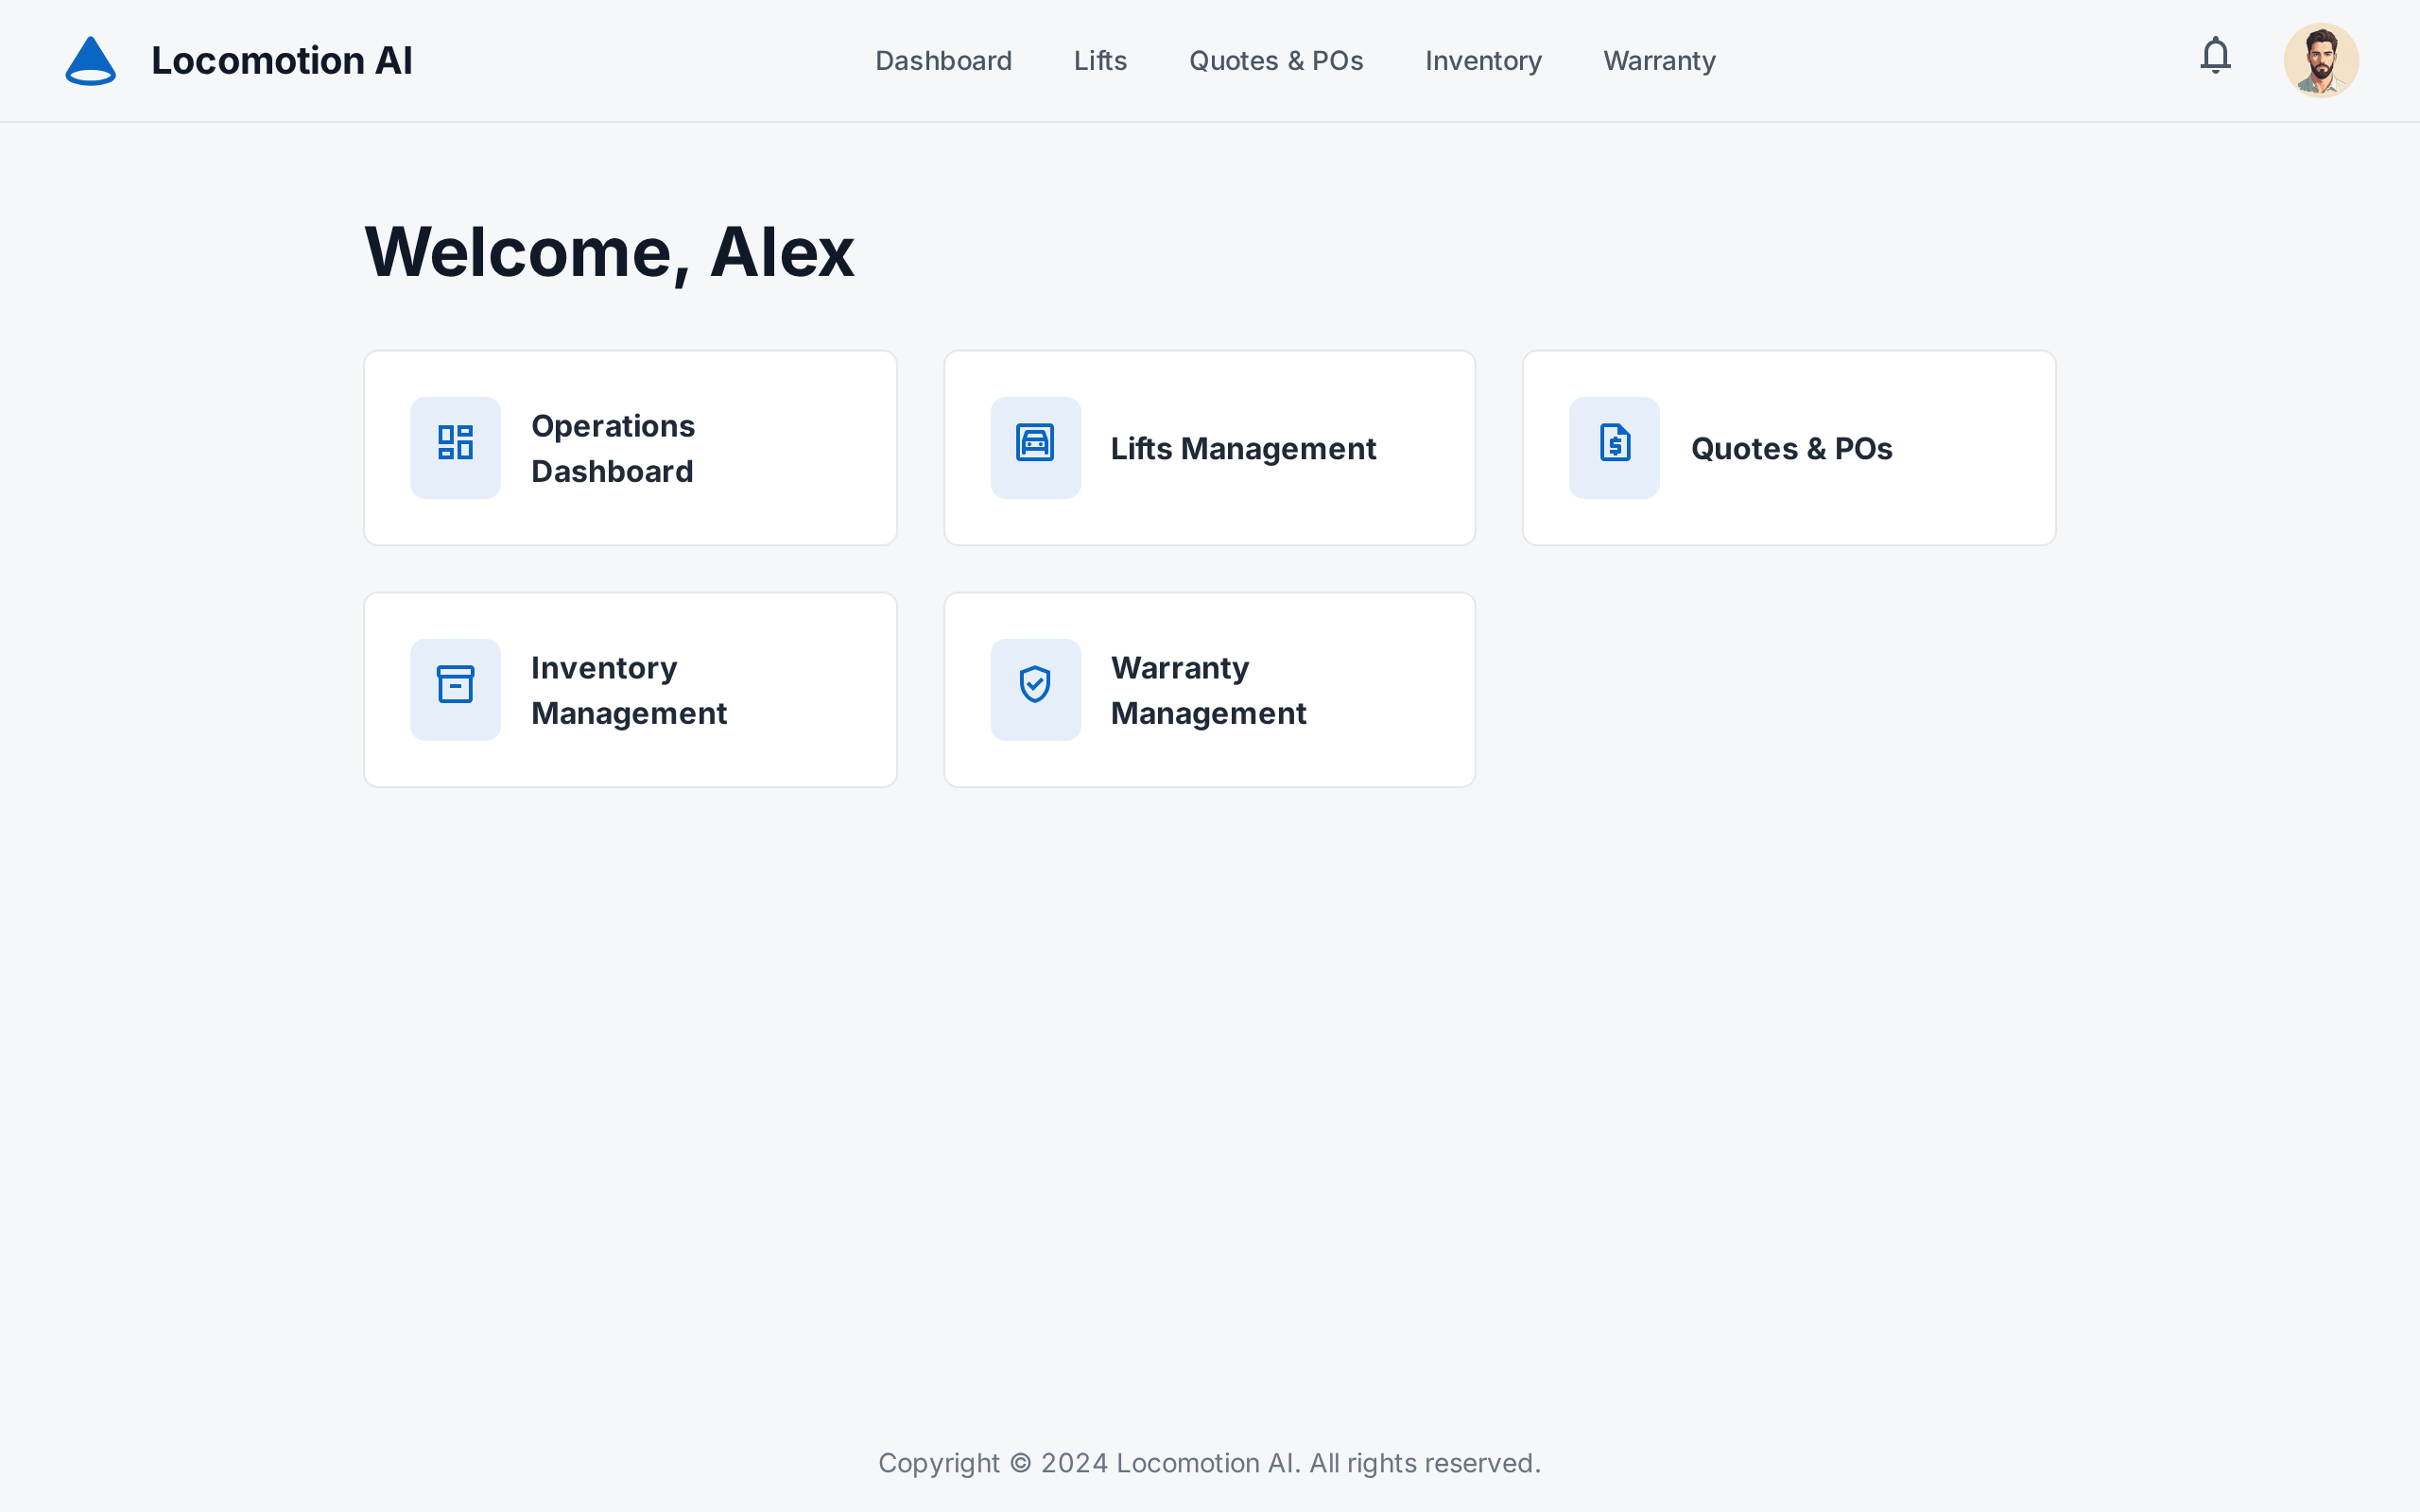 Locomotion AI
Dashboard
Lifts
Quotes & POs
Inventory
Warranty
Welcome, Alex
Operations
Dashboard
Lifts Management
Quotes & POs
Inventory
Management
Warranty
Management
Copyright © 2024 Locomotion AI. All rights reserved.